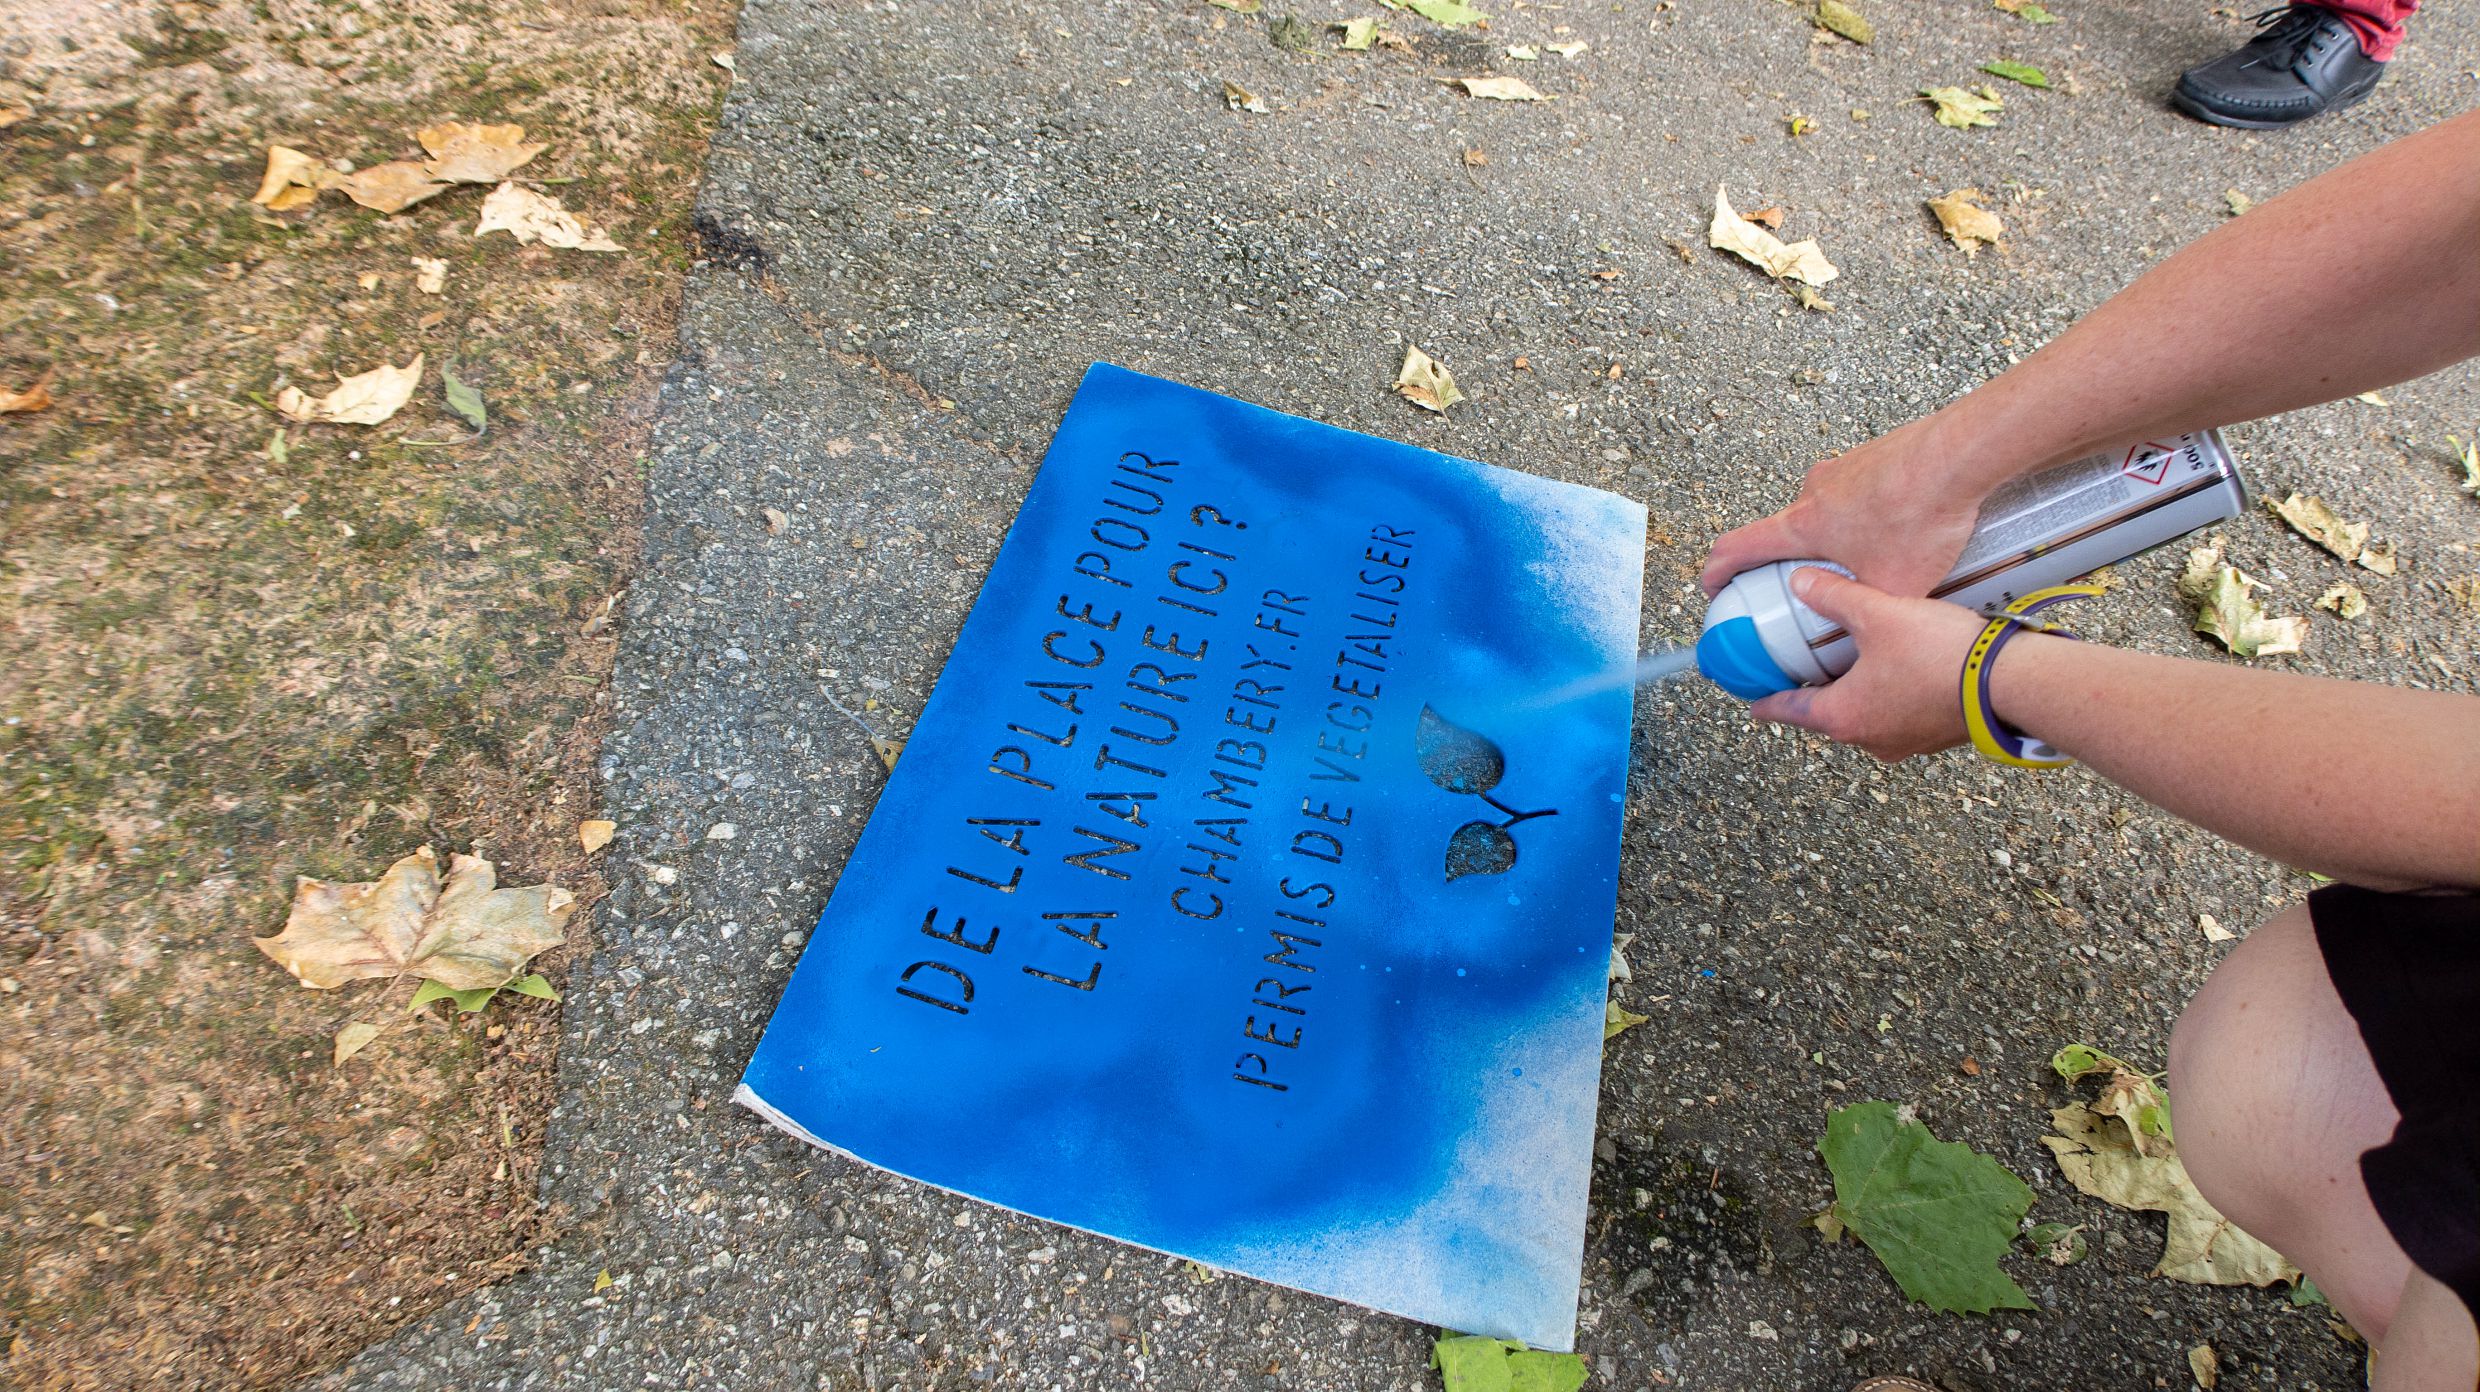 DE LA PLACE POUR
LA NATURE ICI ?
CHAMBERY.FR
PERMIS DE VEGETALISER